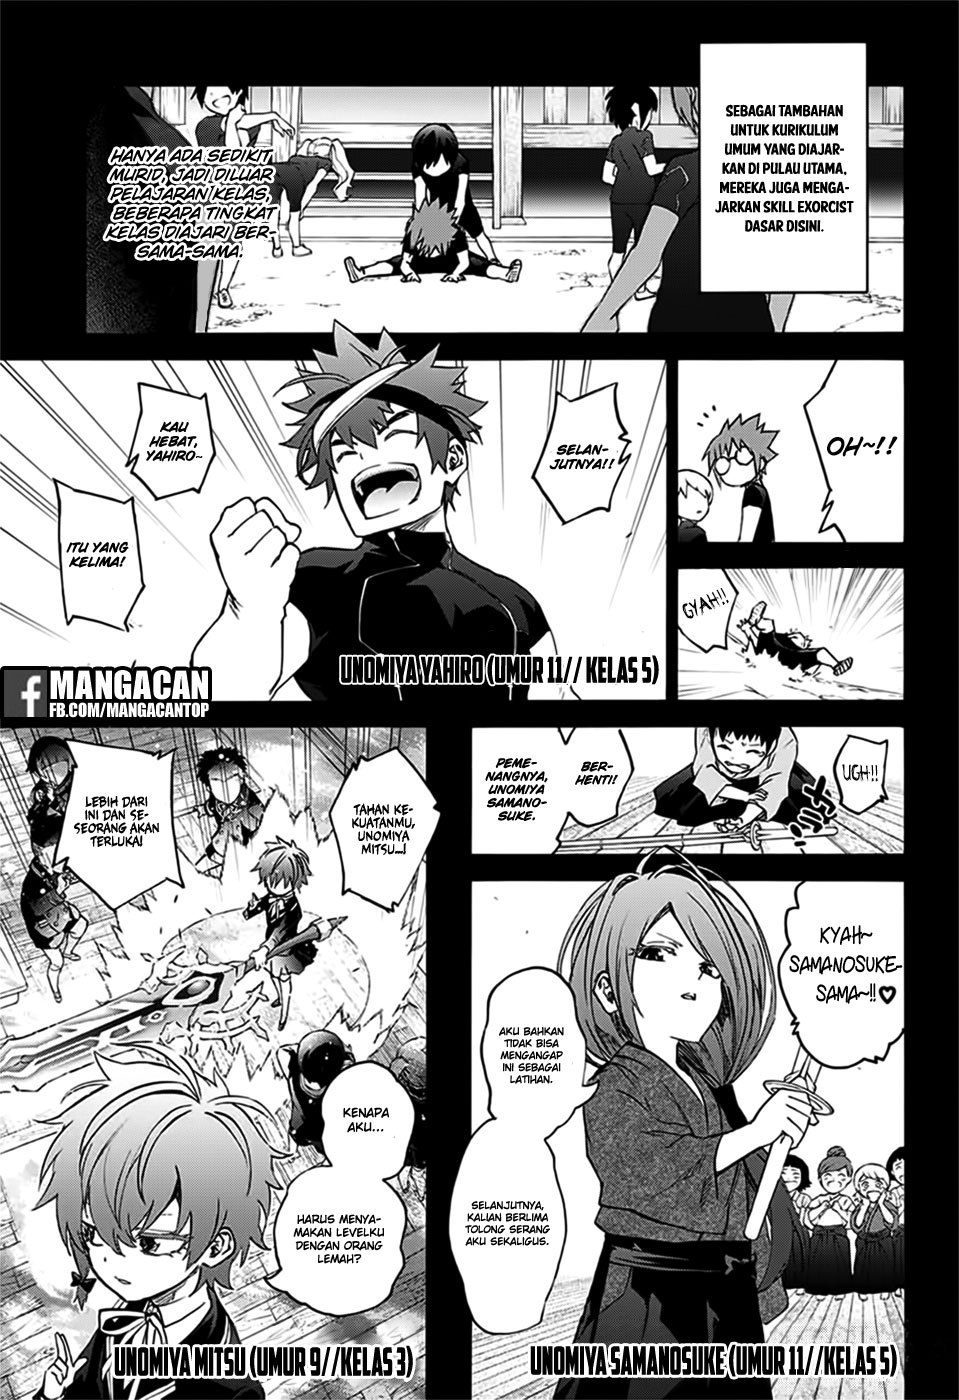 SEBAGAI TAMBAHAN
UNTUK KURIKULUM
UMUM YANG DIAJAR-
KAN DI PULAU UTAMA,
MEREKA JUGA MENGA-
JARKAN SKILL EXORCIST
DASAR DISINI.
HANYA ADA SEDIKIT
MURID, JADI DILUAR
PELAJARAN KELAS,
BEBERAPA TINGKAT
KELAS DIAJARI BER-
SAMA-SAMA.
OH~!!
SELAN-
JUTNYA!!
KAU
HEBAT,
YAHIRO~
ITU YANG
KELIMA!
UNOMIYA YAHIRO (UMUR 11// KELAS 5)
GYAH!!
MANGACAN
FB.COM/MANGACANTOP
UGH!!
BER-
HENTI!
PEME-
NANGNYA,
UNOMIYA
SAMANO-
SUKE.
KYAH~
SAMANOSUKE-
SAMA~!!♥
AKU BAHKAN
TIDAK BISA
MENGANGAP
INI SEBAGAI
LATIHAN.
SELANJUTNYA,
KALIAN BERLIMA
TOLONG SERANG
AKU SEKALIGUS.
UNOMIYA SAMANOSUKE (UMUR 11//KELAS 5)
TAHAN KE-
KUATANMU,
UNOMIYA
MITSU...!
LEBIH DARI
INI DAN SE-
SEORANG AKAN
TERLUKA!
KENAPA
AKU...
HARUS MENYA-
MAKAN LEVELKU
DENGAN ORANG
LEMAH?
UNOMIYA MITSU (UMUR 9//KELAS 3)